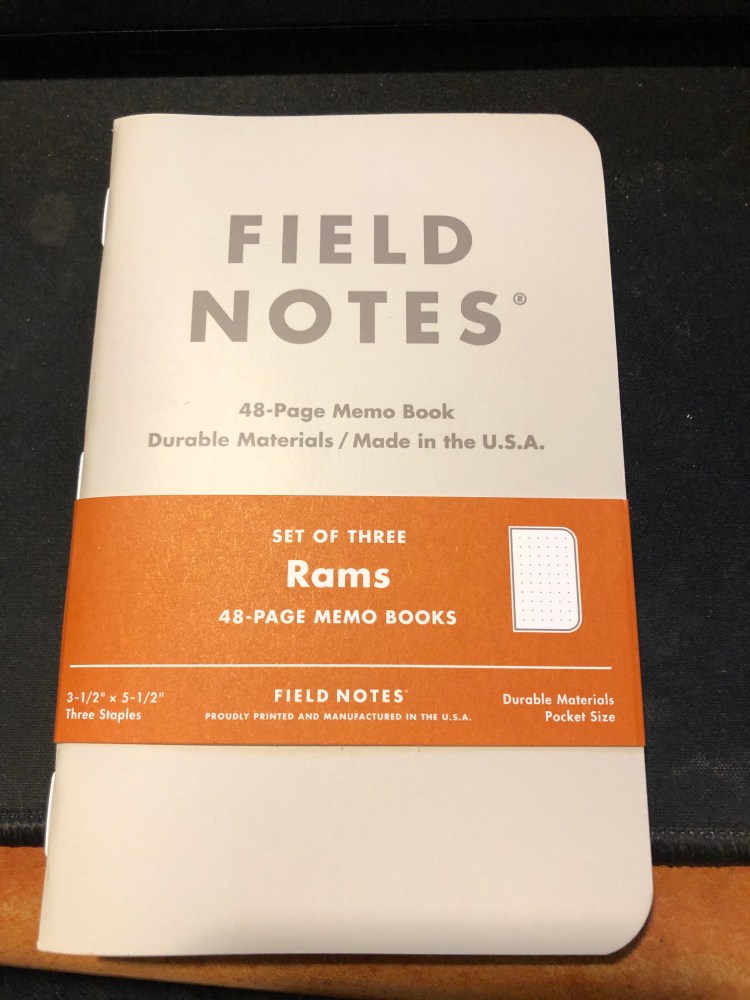 FIELD
NOTES®
48-Page Memo Book
Durable Materials / Made in the U.S.A.
SET OF THREE
Rams
48-PAGE MEMO BOOKS
3-1/2" × 5-1/2"
Three Staples
FIELD NOTES™
PROUDLY PRINTED AND MANUFACTURED IN THE U.S.A.
Durable Materials
Pocket Size